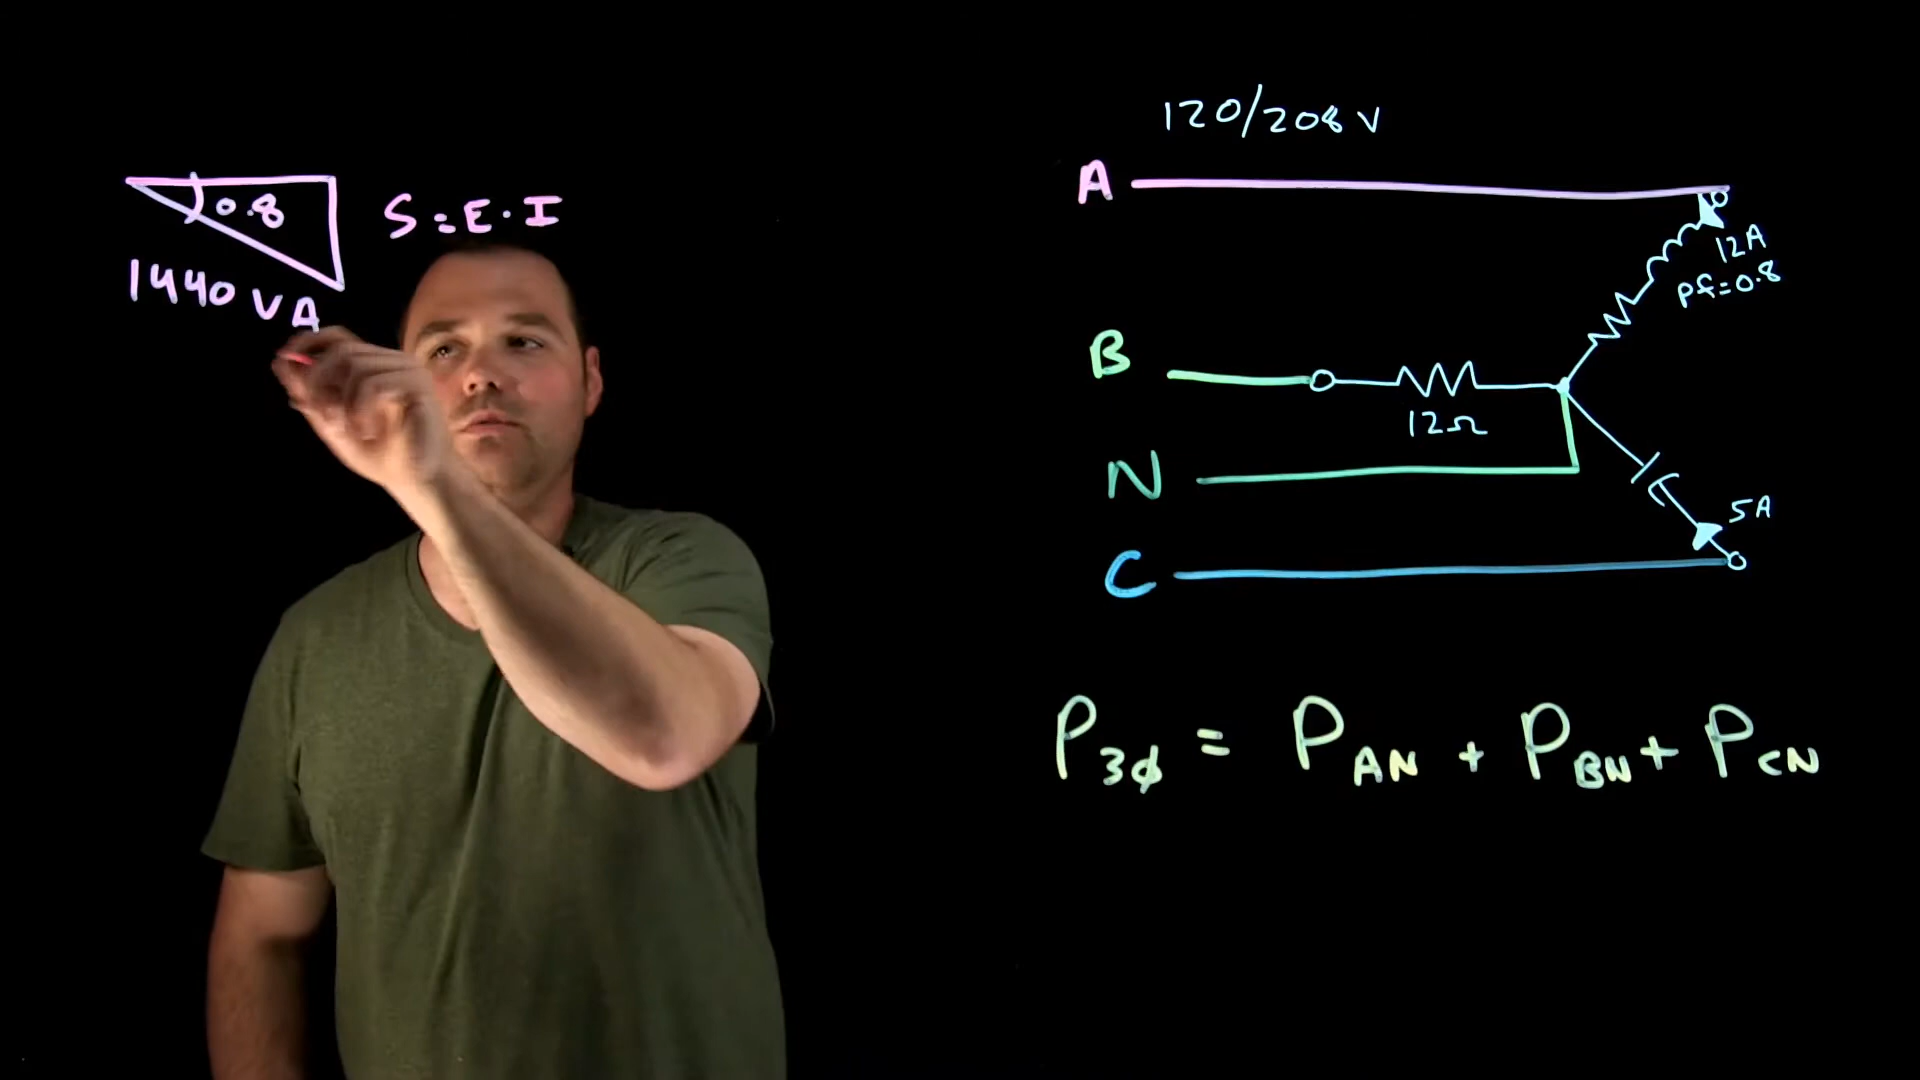 0.8
S = E · I
1440 VA
120/208 V
A
12A
pf=0.8
B
12Ω
N
5A
C
P3ϕ = PAN + PBN + PCN